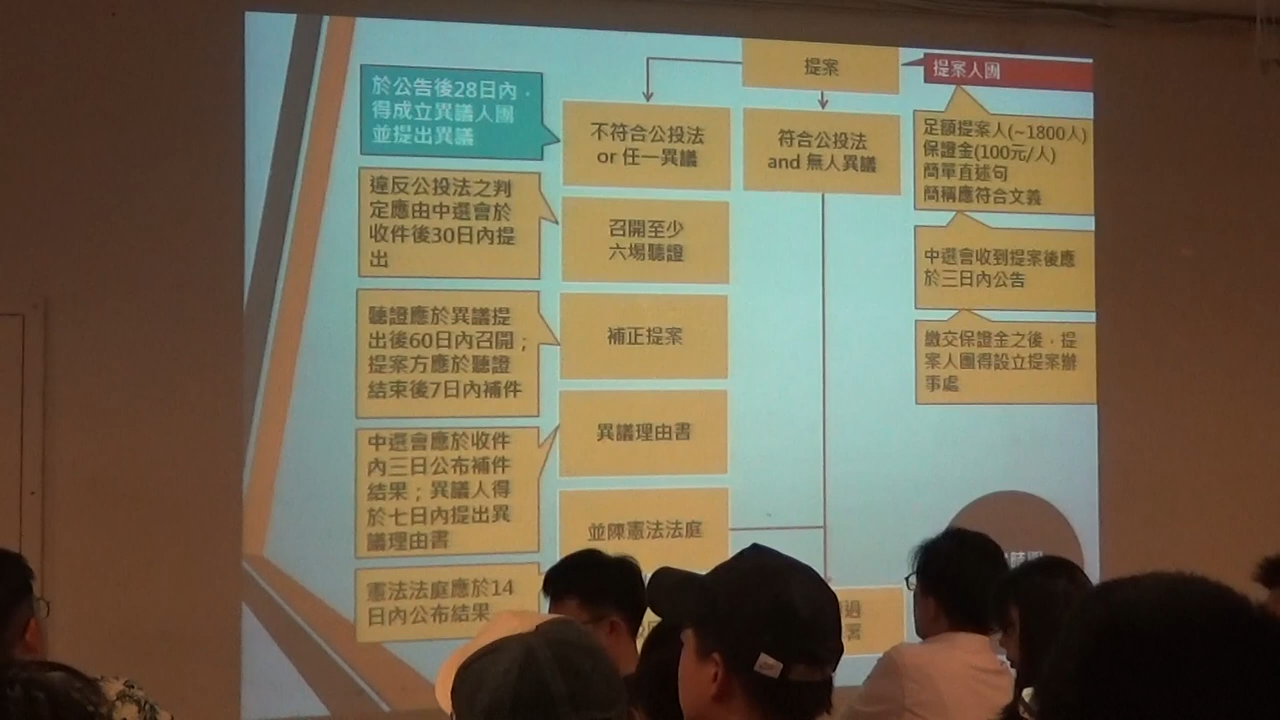 提案
提案人團
於公告後28日內，
得成立異議人團
並提出異議
不符合公投法
or 任一異議
符合公投法
and 無人異議
足額提案人(~1800人)
保證金(100元/人)
簡單直述句
簡稱應符合文義
違反公投法之判
定應由中選會於
收件後30日內提
出
召開至少
六場聽證
中選會收到提案後應
於三日內公告
聽證應於異議提
出後60日內召開；
提案方應於聽證
結束後7日內補件
補正提案
繳交保證金之後，提
案人團得設立提案辦
事處
中選會應於收件
內三日公布補件
結果；異議人得
於七日內提出異
議理由書
異議理由書
並陳憲法法庭
憲法法庭應於14
日內公布結果
過
署